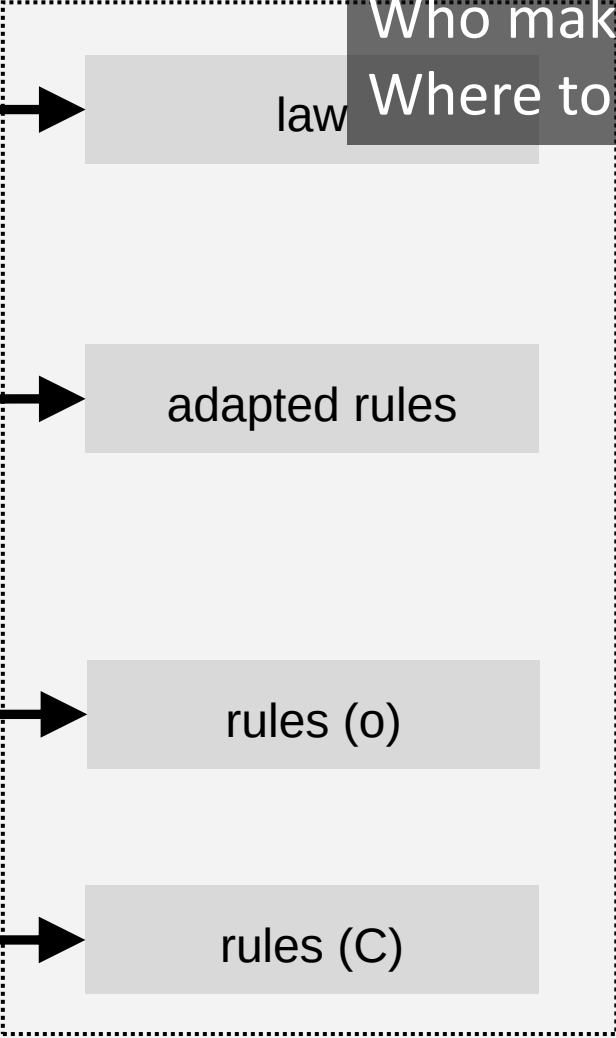 Who
Where to
law
adapted rules
rules (o)
rules (C)